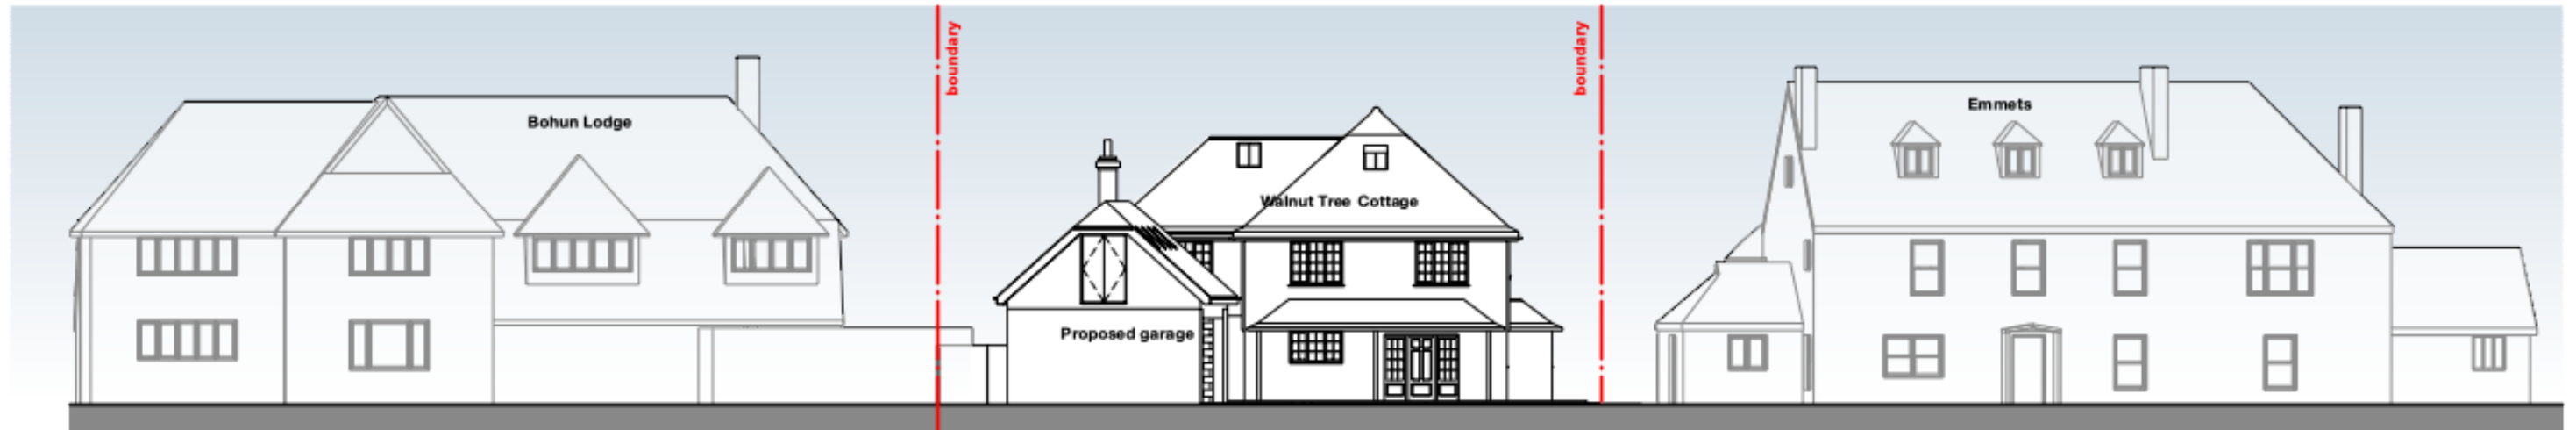 Bohun Lodge
boundary
Walnut Tree Cottage
Proposed garage
boundary
Emmets